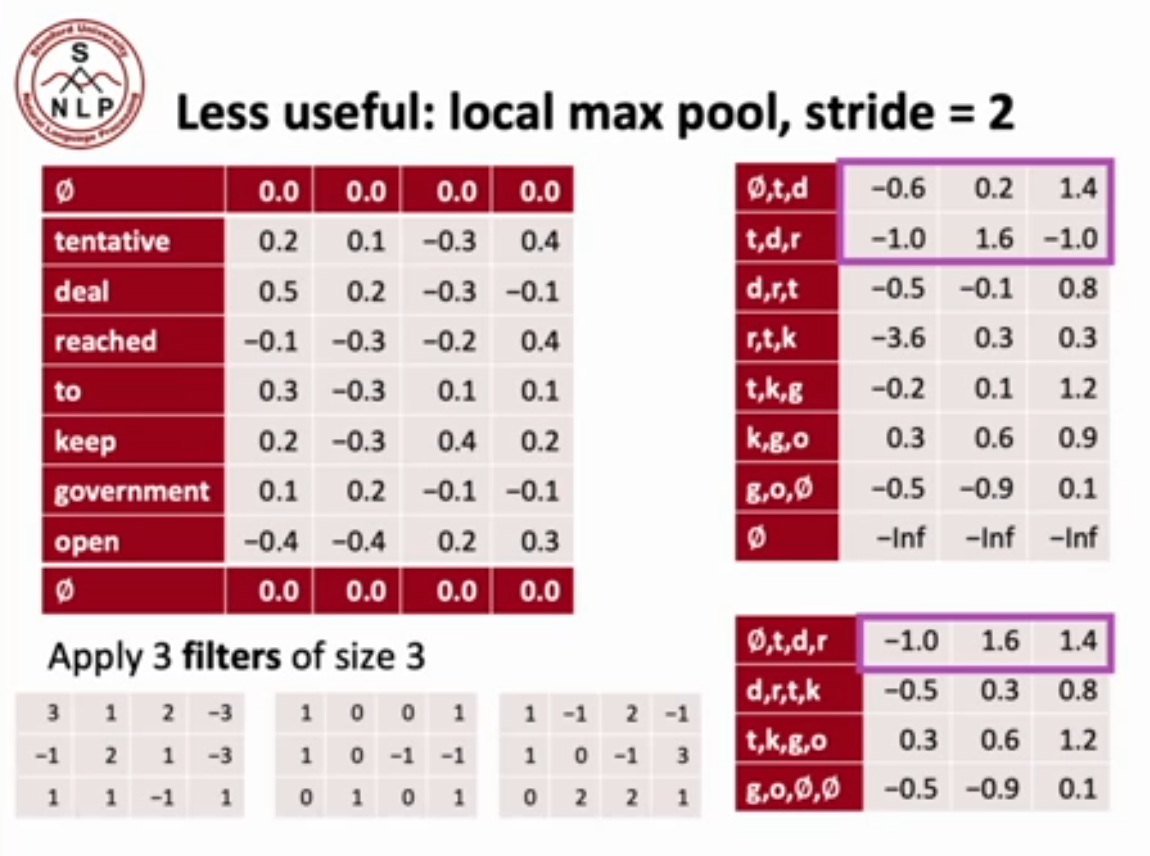 Stanford University
S
NLP
Natural Language Processing
Less useful: local max pool, stride = 2
Ø 0.0 0.0 0.0 0.0
tentative 0.2 0.1 −0.3 0.4
deal 0.5 0.2 −0.3 −0.1
reached −0.1 −0.3 −0.2 0.4
to 0.3 −0.3 0.1 0.1
keep 0.2 −0.3 0.4 0.2
government 0.1 0.2 −0.1 −0.1
open −0.4 −0.4 0.2 0.3
Ø 0.0 0.0 0.0 0.0
Apply 3 filters of size 3
3 1 2 −3
−1 2 1 −3
1 1 −1 1
1 0 0 1
1 0 −1 −1
0 1 0 1
1 −1 2 −1
1 0 −1 3
0 2 2 1
Ø,t,d −0.6 0.2 1.4
t,d,r −1.0 1.6 −1.0
d,r,t −0.5 −0.1 0.8
r,t,k −3.6 0.3 0.3
t,k,g −0.2 0.1 1.2
k,g,o 0.3 0.6 0.9
g,o,Ø −0.5 −0.9 0.1
Ø −Inf −Inf −Inf
Ø,t,d,r −1.0 1.6 1.4
d,r,t,k −0.5 0.3 0.8
t,k,g,o 0.3 0.6 1.2
g,o,Ø,Ø −0.5 −0.9 0.1